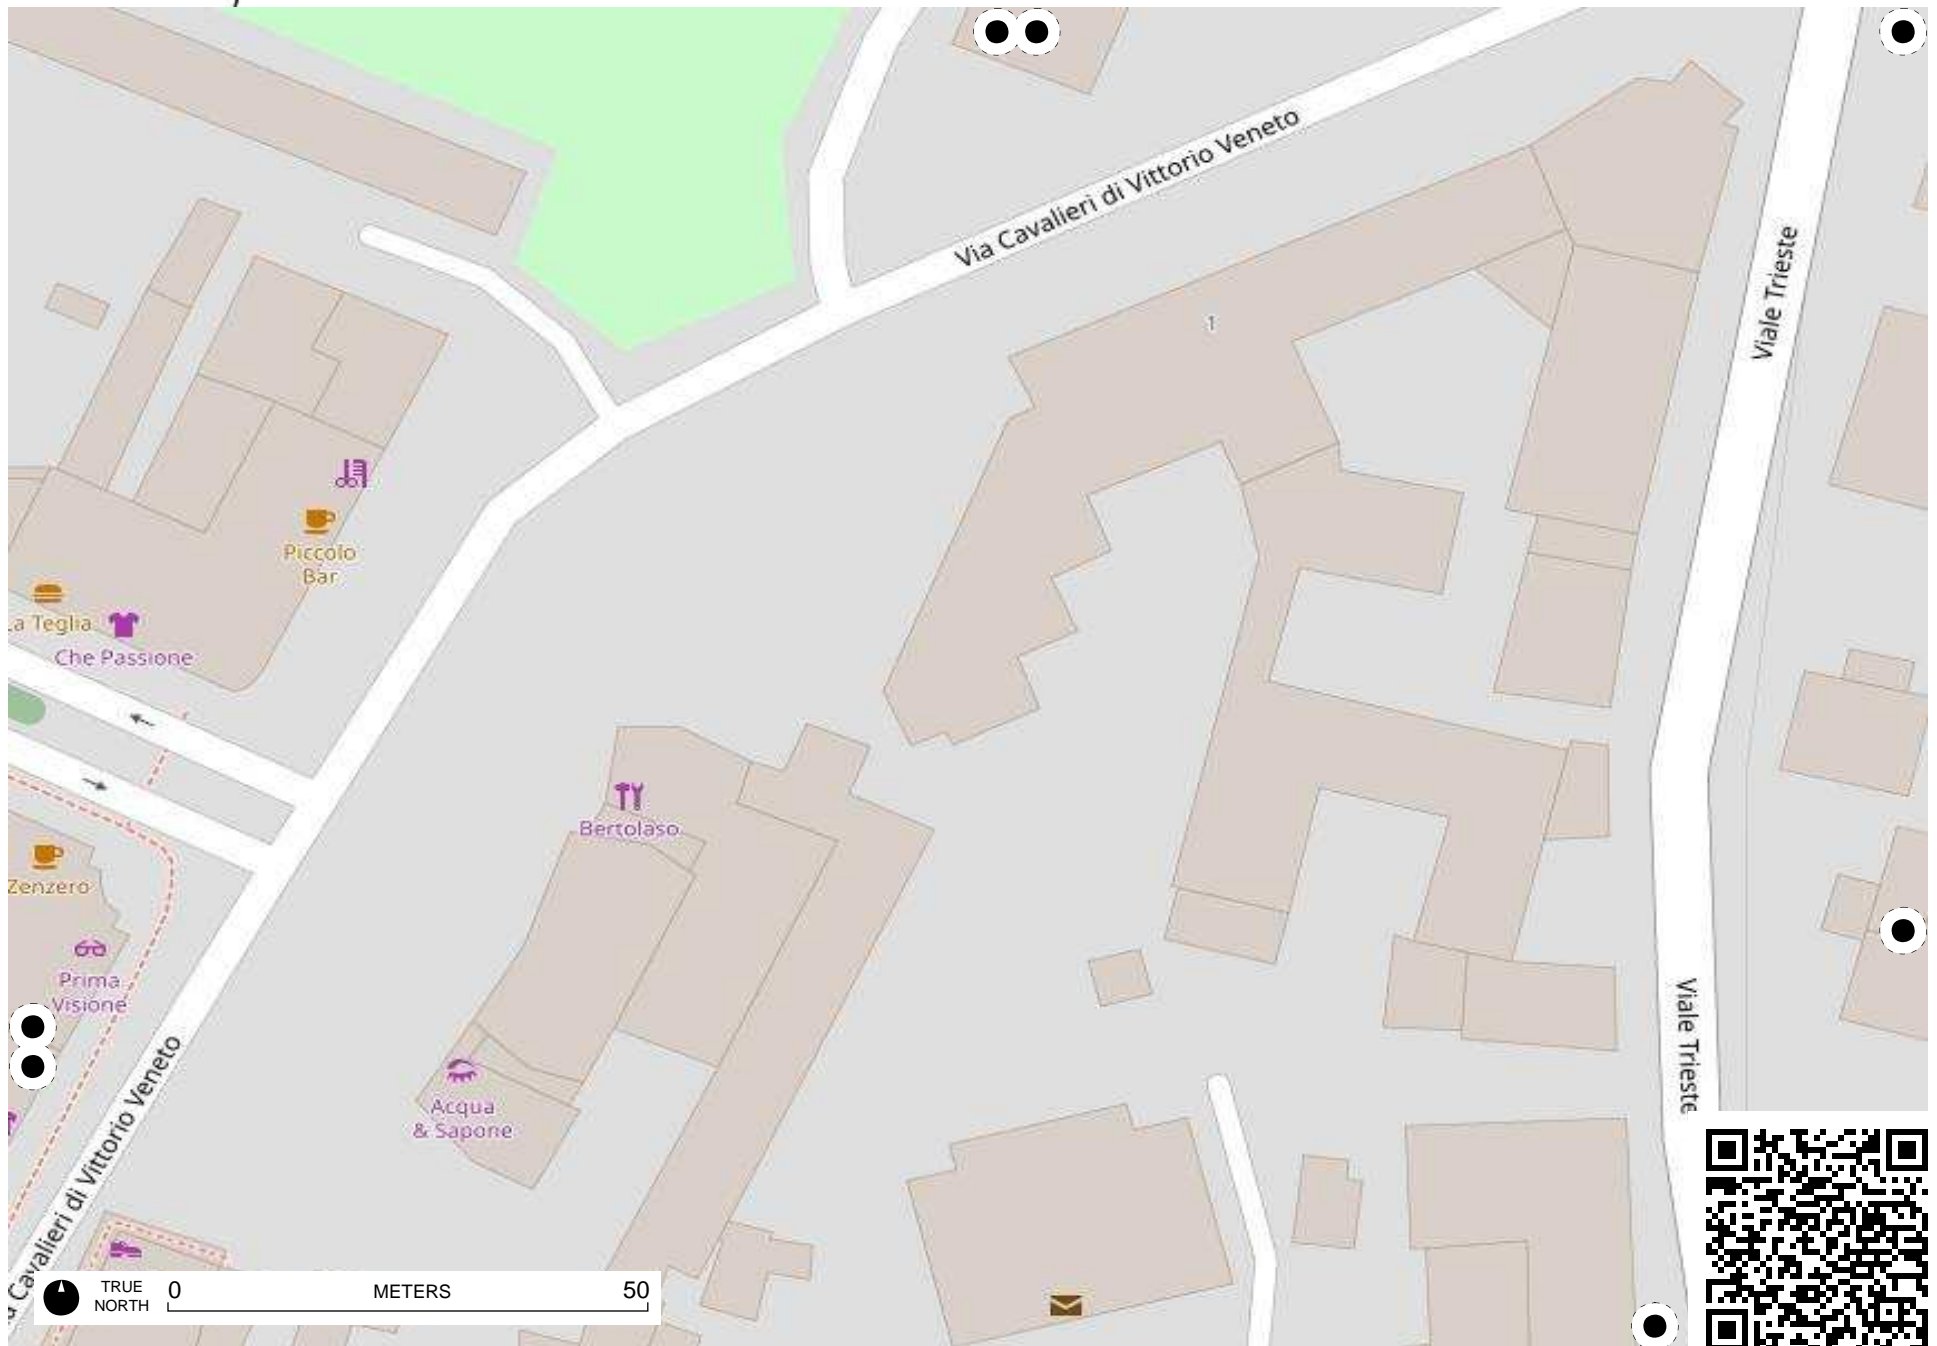 Via Cavalieri di Vittorio Veneto
Viale Trieste
1
Piccolo
Bar
a Teglia
Che Passione
Bertolaso
Zenzero
Prima
Visione
Viale Trieste
Acqua
& Sapone
a Cavalieri di Vittorio Veneto
TRUE
NORTH
0
METERS
50